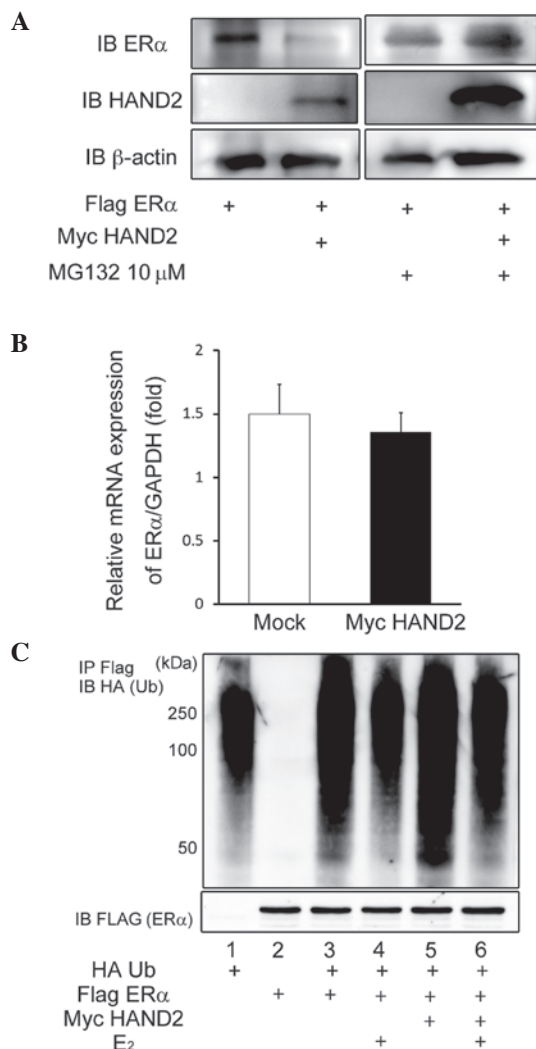 A
IB ERα
IB HAND2
IB β-actin
Flag ERα + + + +
Myc HAND2 + +
MG132 10 µM + +
B
Relative mRNA expression
of ERα/GAPDH (fold)
2
1.5
1
0.5
0
Mock Myc HAND2
C
IP Flag (kDa)
IB HA (Ub)
250
100
50
IB FLAG (ERα)
1 2 3 4 5 6
HA Ub + + + + +
Flag ERα + + + + +
Myc HAND2 + +
E₂ + +